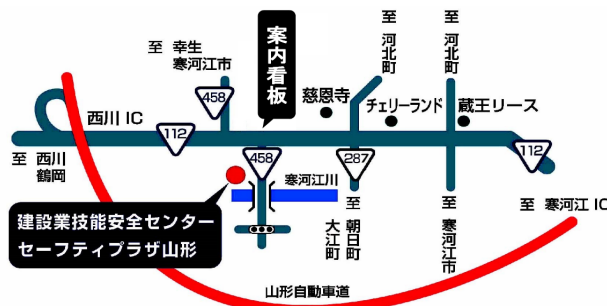 至 幸生
寒河江市
458
案内看板
慈恩寺
至 河北町
チェリーランド
至 河北町
蔵王リース
西川 IC
112
458
287
112
至 西川
鶴岡
寒河江川
建設業技能安全センター
セーフティプラザ山形
至 朝日町
大江町
至 寒河江市
至 寒河江 IC
山形自動車道